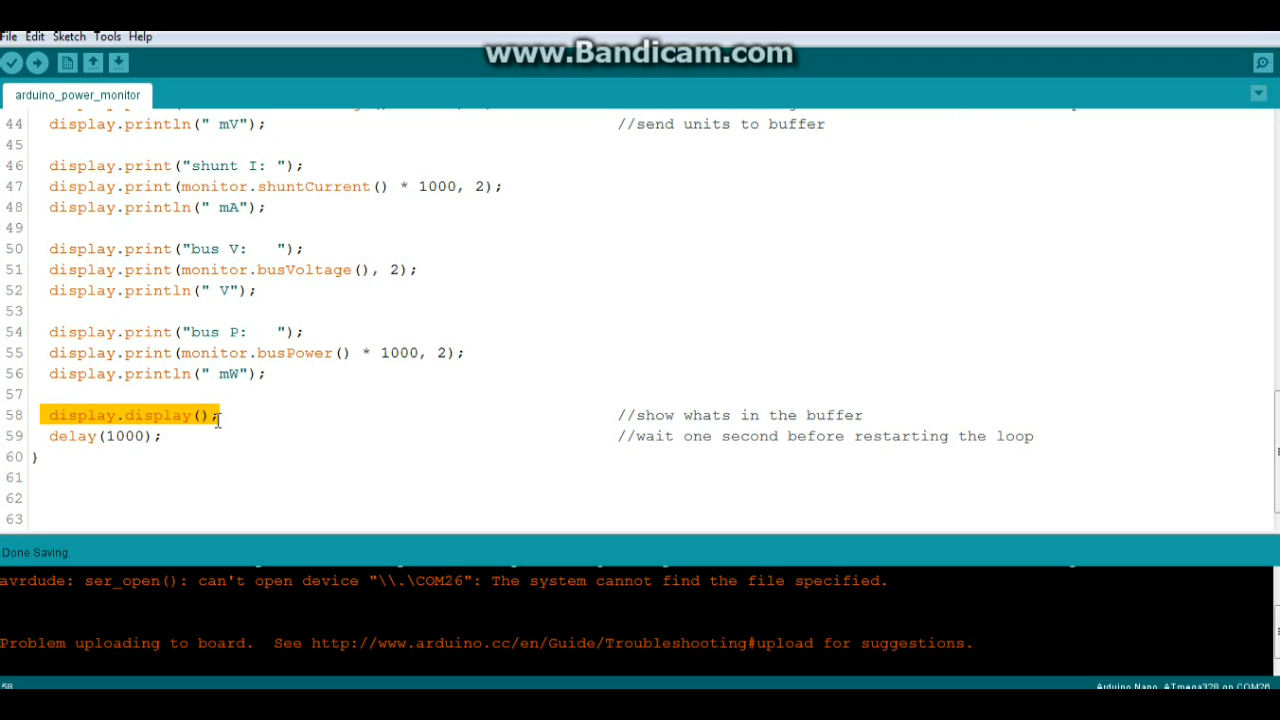 www.Bandicam.com
File Edit Sketch Tools Help
arduino_power_monitor
44 display.println(" mV"); //send units to buffer
45
46 display.print("shunt I: ");
47 display.print(monitor.shuntCurrent() * 1000, 2);
48 display.println(" mA");
49
50 display.print("bus V:   ");
51 display.print(monitor.busVoltage(), 2);
52 display.println(" V");
53
54 display.print("bus P:   ");
55 display.print(monitor.busPower() * 1000, 2);
56 display.println(" mW");
57
58 display.display(); //show whats in the buffer
59 delay(1000); //wait one second before restarting the loop
60 }
61
62
63
Done Saving.
avrdude: ser_open(): can't open device "\\.\COM26": The system cannot find the file specified.
Problem uploading to board.  See http://www.arduino.cc/en/Guide/Troubleshooting#upload for suggestions.
58 Arduino Nano, ATmega328 on COM26